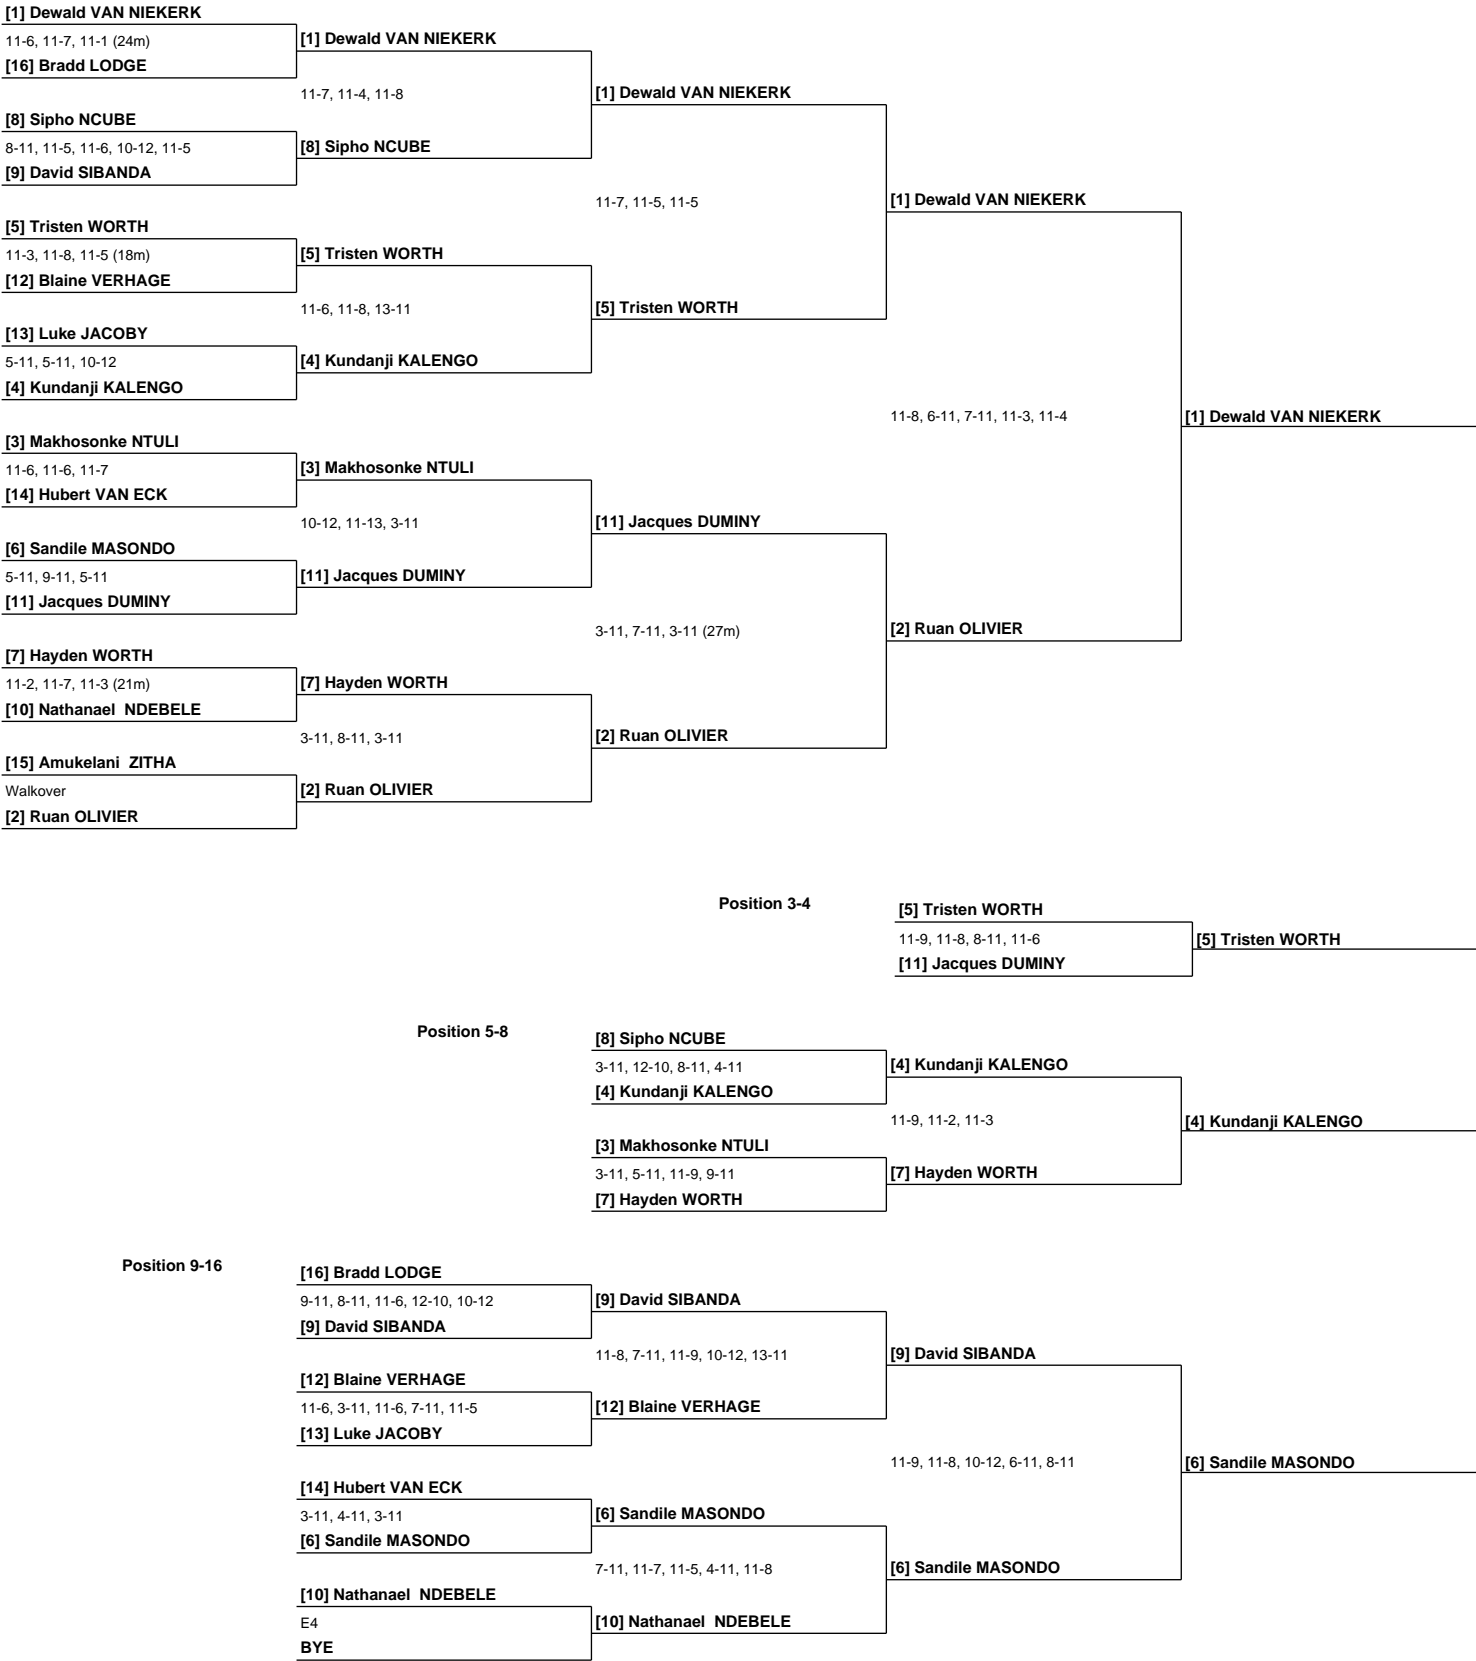 [1] Dewald VAN NIEKERK
11-6, 11-7, 11-1 (24m)
[16] Bradd LODGE
[1] Dewald VAN NIEKERK
11-7, 11-4, 11-8
[1] Dewald VAN NIEKERK
[8] Sipho NCUBE
8-11, 11-5, 11-6, 10-12, 11-5
[9] David SIBANDA
[8] Sipho NCUBE
11-7, 11-5, 11-5
[1] Dewald VAN NIEKERK
[5] Tristen WORTH
11-3, 11-8, 11-5 (18m)
[12] Blaine VERHAGE
[5] Tristen WORTH
11-6, 11-8, 13-11
[5] Tristen WORTH
[13] Luke JACOBY
5-11, 5-11, 10-12
[4] Kundanji KALENGO
[4] Kundanji KALENGO
11-8, 6-11, 7-11, 11-3, 11-4
[1] Dewald VAN NIEKERK
[3] Makhosonke NTULI
11-6, 11-6, 11-7
[14] Hubert VAN ECK
[3] Makhosonke NTULI
10-12, 11-13, 3-11
[11] Jacques DUMINY
[6] Sandile MASONDO
5-11, 9-11, 5-11
[11] Jacques DUMINY
[11] Jacques DUMINY
3-11, 7-11, 3-11 (27m)
[2] Ruan OLIVIER
[7] Hayden WORTH
11-2, 11-7, 11-3 (21m)
[10] Nathanael  NDEBELE
[7] Hayden WORTH
3-11, 8-11, 3-11
[2] Ruan OLIVIER
[15] Amukelani  ZITHA
Walkover
[2] Ruan OLIVIER
[2] Ruan OLIVIER
Position 3-4
[5] Tristen WORTH
11-9, 11-8, 8-11, 11-6
[11] Jacques DUMINY
[5] Tristen WORTH
Position 5-8
[8] Sipho NCUBE
3-11, 12-10, 8-11, 4-11
[4] Kundanji KALENGO
[4] Kundanji KALENGO
11-9, 11-2, 11-3
[4] Kundanji KALENGO
[3] Makhosonke NTULI
3-11, 5-11, 11-9, 9-11
[7] Hayden WORTH
[7] Hayden WORTH
Position 9-16
[16] Bradd LODGE
9-11, 8-11, 11-6, 12-10, 10-12
[9] David SIBANDA
[9] David SIBANDA
11-8, 7-11, 11-9, 10-12, 13-11
[9] David SIBANDA
[12] Blaine VERHAGE
11-6, 3-11, 11-6, 7-11, 11-5
[13] Luke JACOBY
[12] Blaine VERHAGE
11-9, 11-8, 10-12, 6-11, 8-11
[6] Sandile MASONDO
[14] Hubert VAN ECK
3-11, 4-11, 3-11
[6] Sandile MASONDO
[6] Sandile MASONDO
7-11, 11-7, 11-5, 4-11, 11-8
[6] Sandile MASONDO
[10] Nathanael  NDEBELE
E4
BYE
[10] Nathanael  NDEBELE